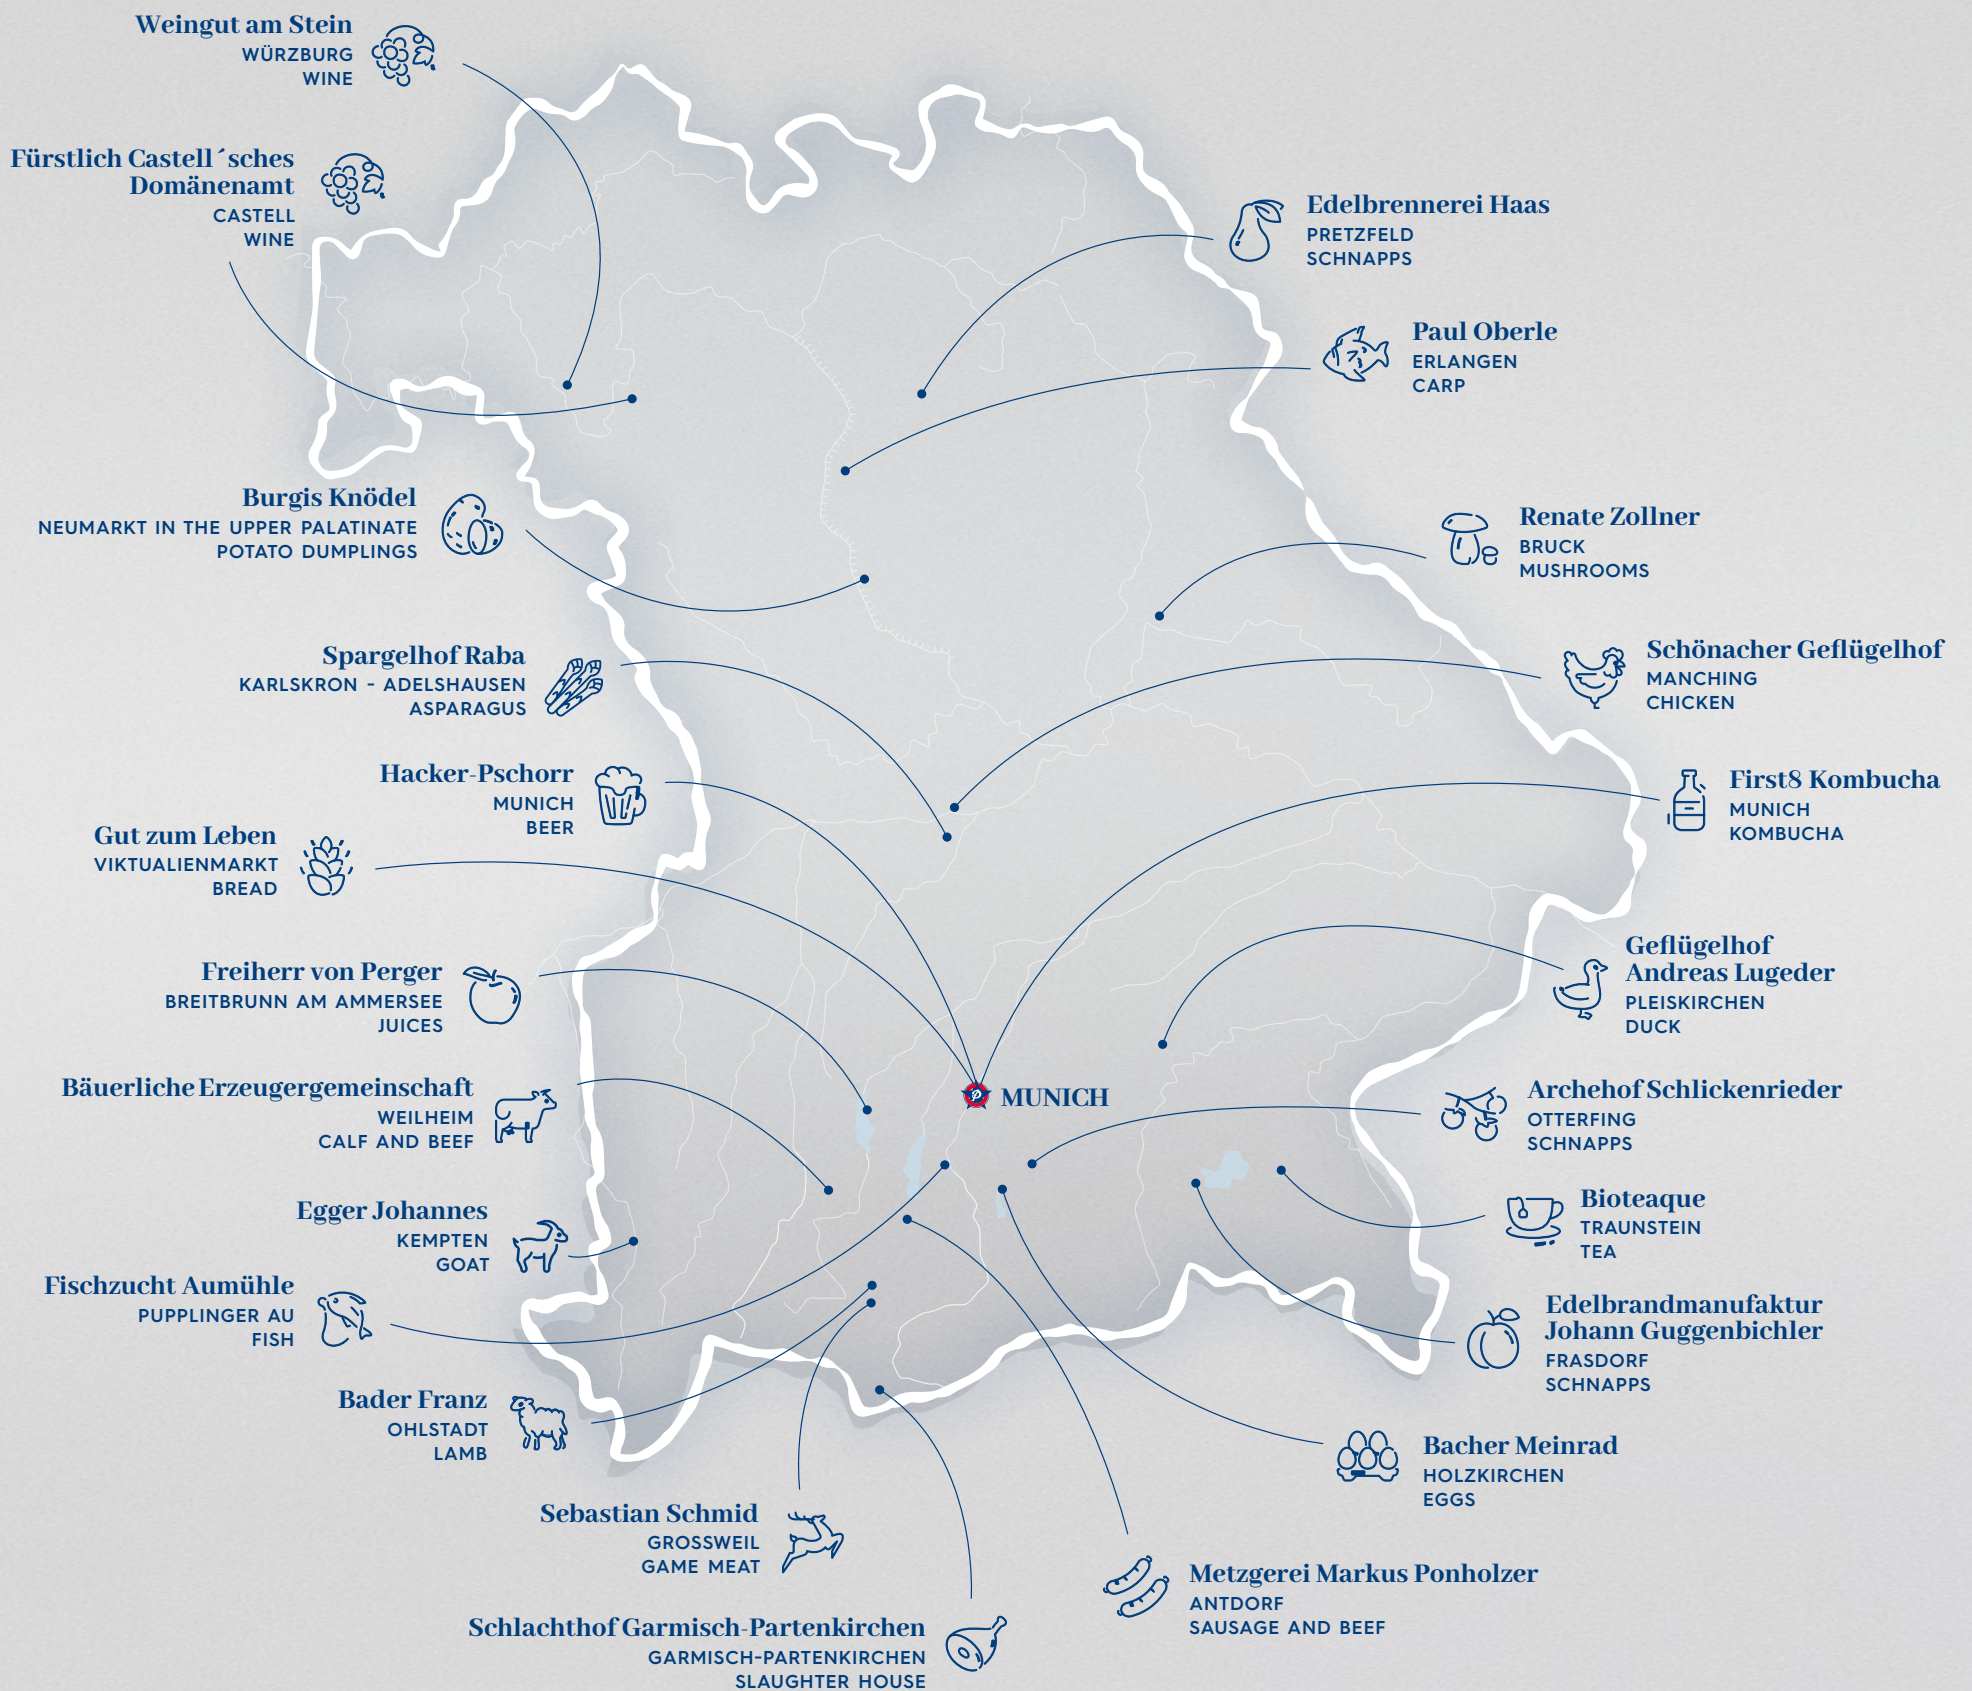 Weingut am Stein
WÜRZBURG
WINE
Fürstlich Castell´sches
Domänenamt
CASTELL
WINE
Edelbrennerei Haas
PRETZFELD
SCHNAPPS
Paul Oberle
ERLANGEN
CARP
Burgis Knödel
NEUMARKT IN THE UPPER PALATINATE
POTATO DUMPLINGS
Renate Zollner
BRUCK
MUSHROOMS
Spargelhof Raba
KARLSKRON - ADELSHAUSEN
ASPARAGUS
Schönacher Geflügelhof
MANCHING
CHICKEN
Hacker-Pschorr
MUNICH
BEER
First8 Kombucha
MUNICH
KOMBUCHA
Gut zum Leben
VIKTUALIENMARKT
BREAD
Freiherr von Perger
BREITBRUNN AM AMMERSEE
JUICES
Geflügelhof
Andreas Lugeder
PLEISKIRCHEN
DUCK
Bäuerliche Erzeugergemeinschaft
WEILHEIM
CALF AND BEEF
P MUNICH
Archehof Schlickenrieder
OTTERFING
SCHNAPPS
Egger Johannes
KEMPTEN
GOAT
Bioteaque
TRAUNSTEIN
TEA
Fischzucht Aumühle
PUPPLINGER AU
FISH
Edelbrandmanufaktur
Johann Guggenbichler
FRASDORF
SCHNAPPS
Bader Franz
OHLSTADT
LAMB
Bacher Meinrad
HOLZKIRCHEN
EGGS
Sebastian Schmid
GROSSWEIL
GAME MEAT
Metzgerei Markus Ponholzer
ANTDORF
SAUSAGE AND BEEF
Schlachthof Garmisch-Partenkirchen
GARMISCH-PARTENKIRCHEN
SLAUGHTER HOUSE